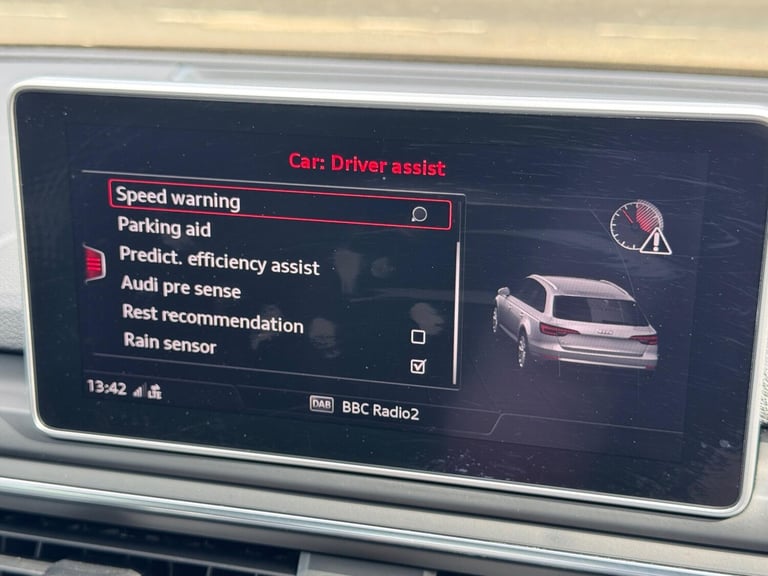 Car: Driver assist
Speed warning
Parking aid
Predict. efficiency assist
Audi pre sense
Rest recommendation
Rain sensor
13:42 LTE
DAB BBC Radio2